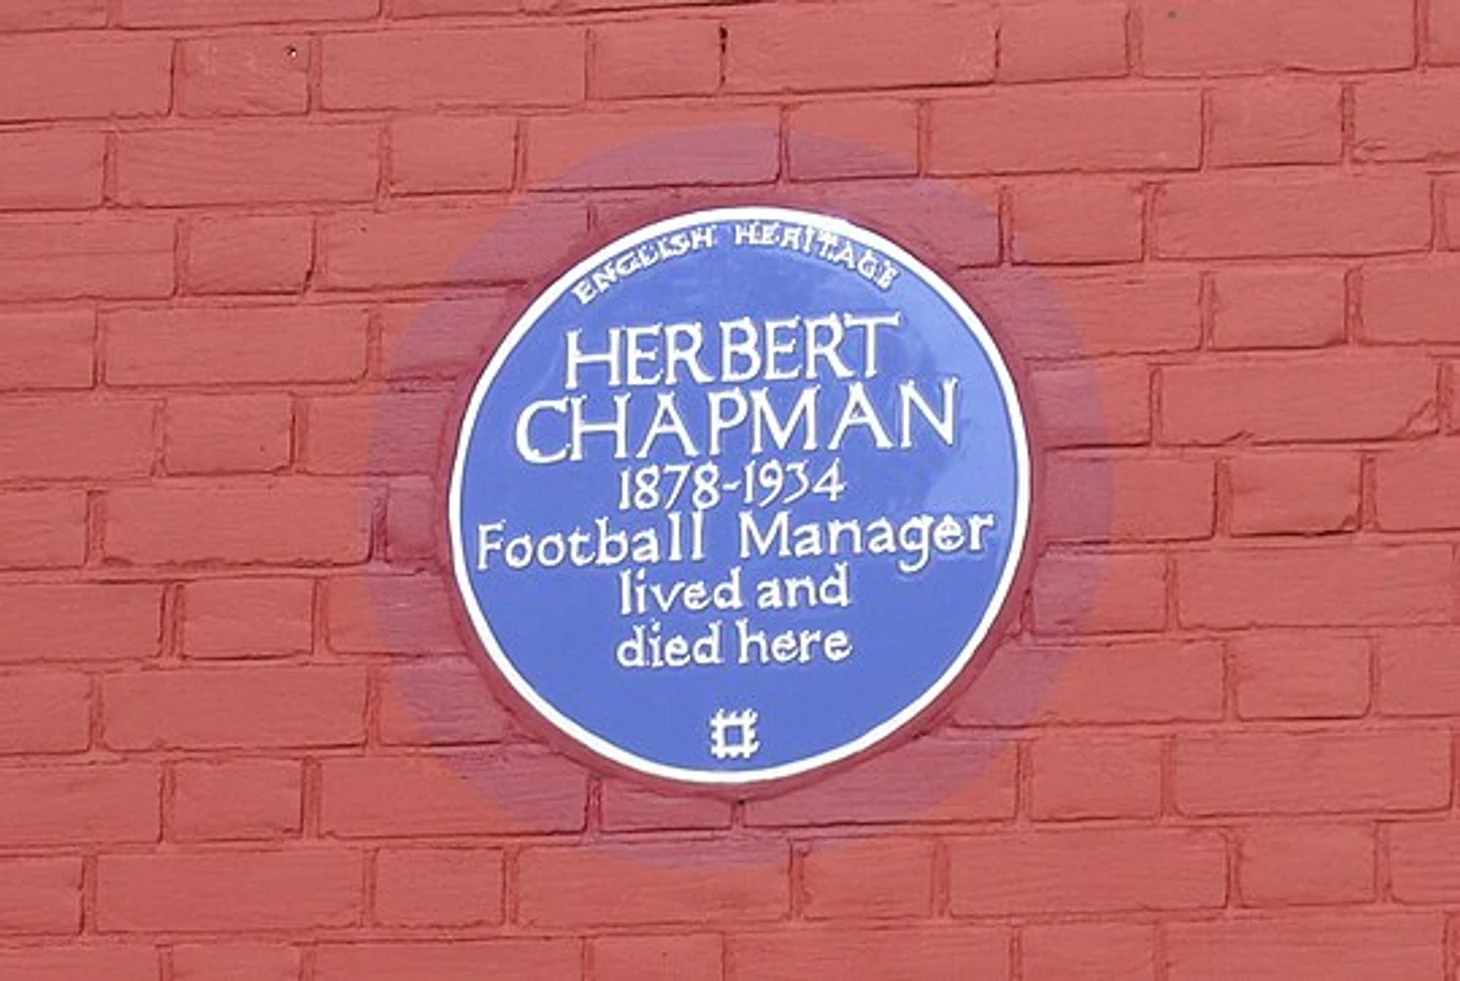 ENGLISH HERITAGE
HERBERT
CHAPMAN
1878-1934
Football Manager
lived and
died here